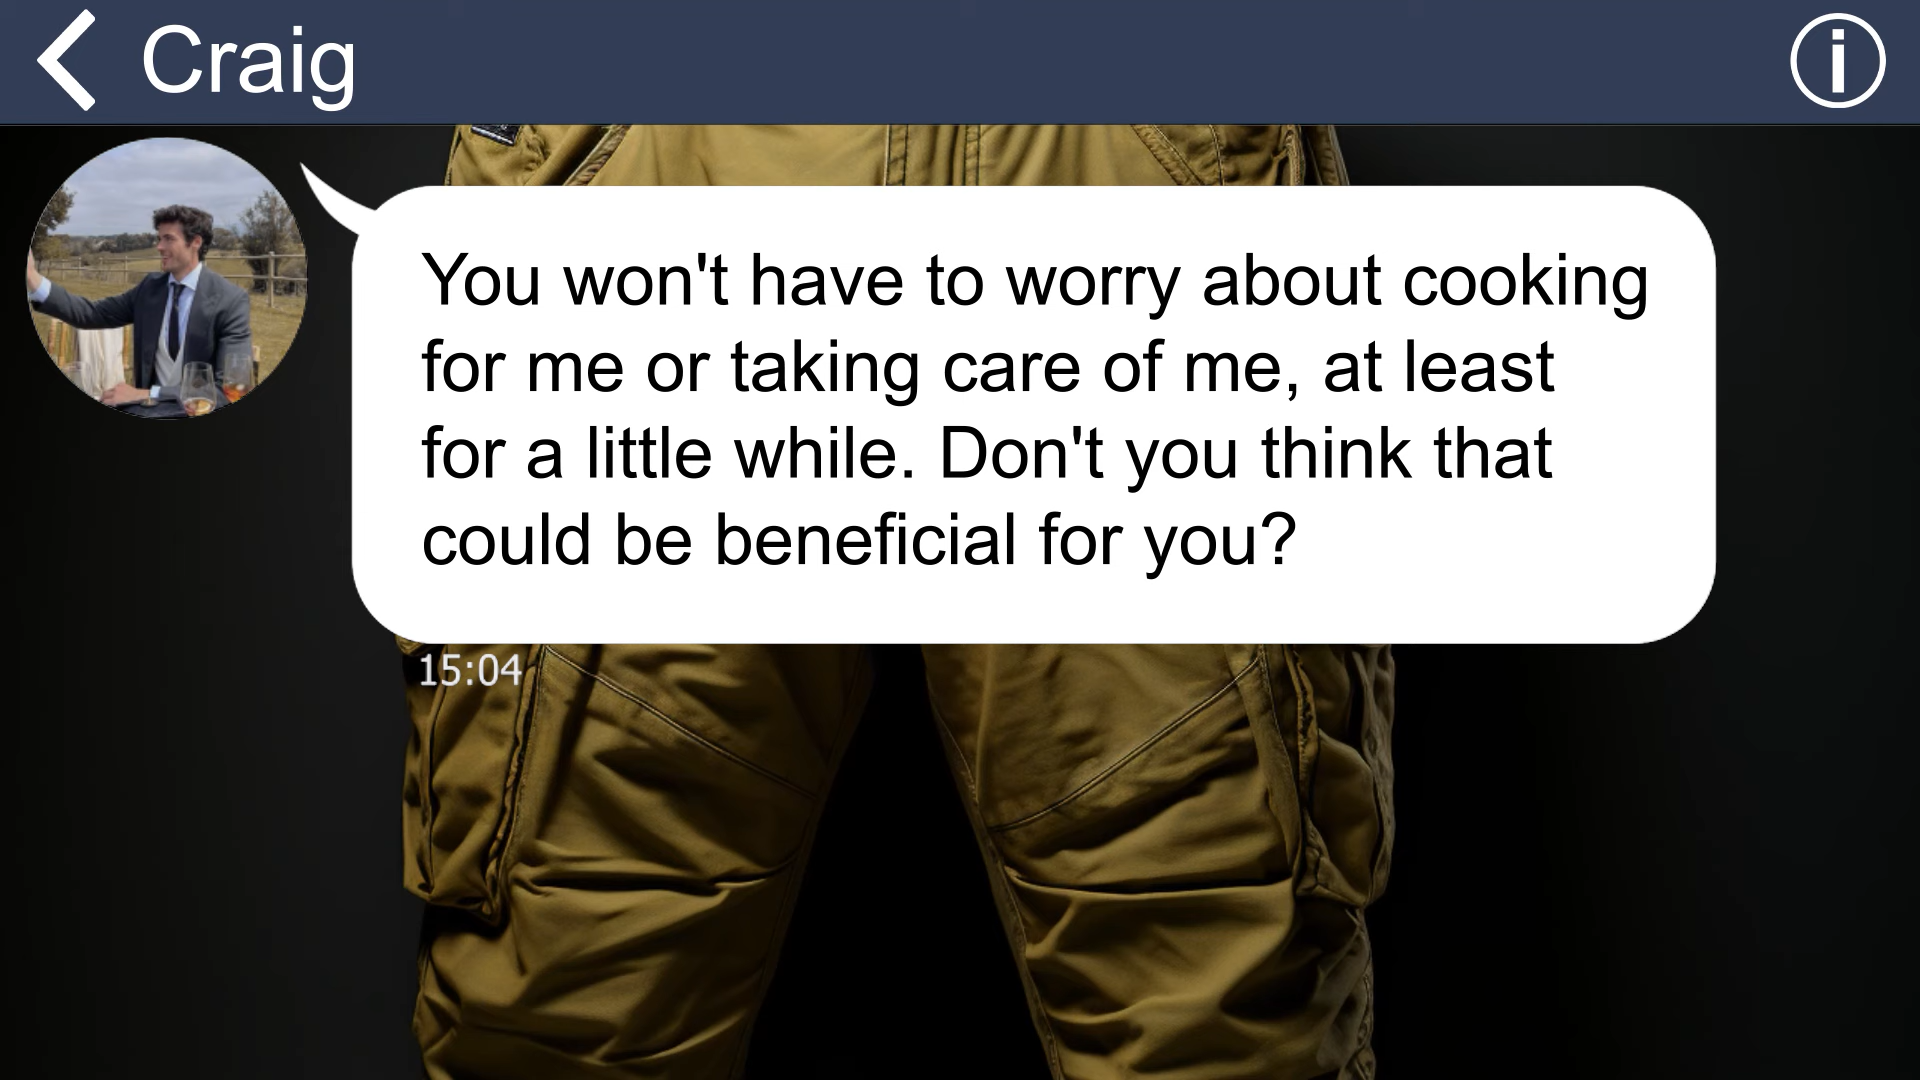 Craig
You won't have to worry about cooking
for me or taking care of me, at least
for a little while. Don't you think that
could be beneficial for you?
15:04